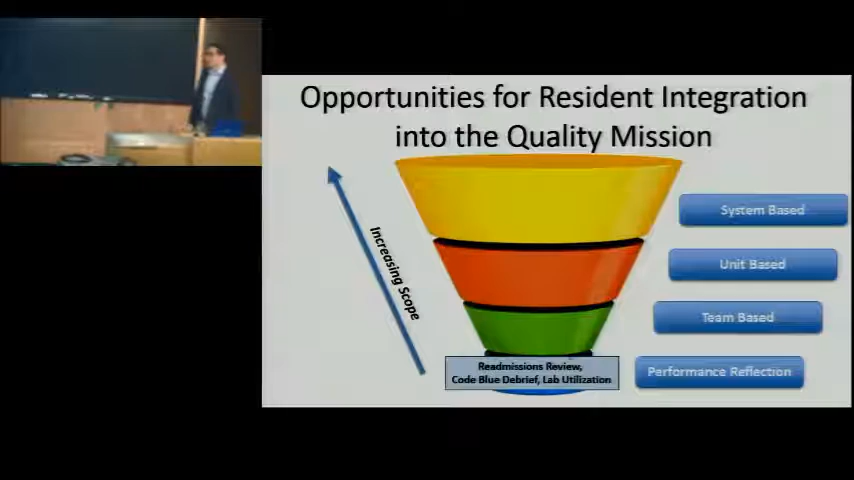 Opportunities for Resident Integration
into the Quality Mission
Increasing Scope
System Based
Unit Based
Team Based
Performance Reflection
Readmissions Review,
Code Blue Debrief, Lab Utilization